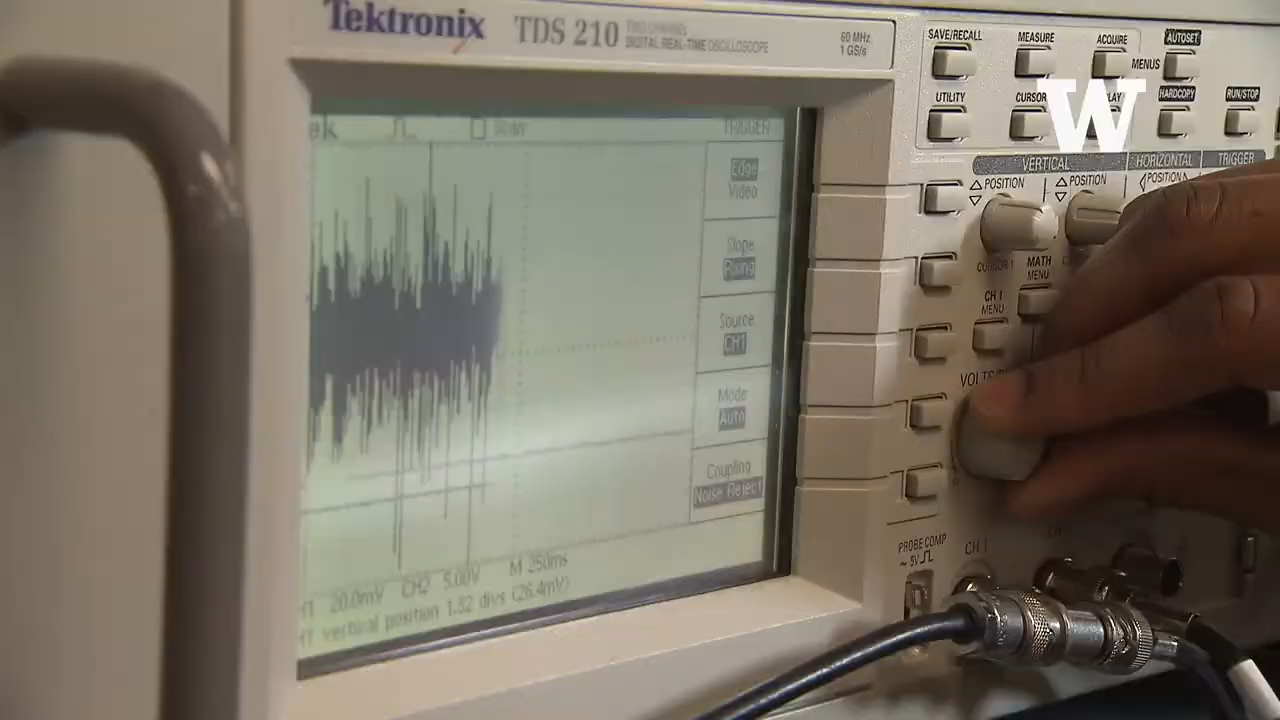 Tektronix
TDS 210
TWO CHANNEL
DIGITAL REAL-TIME OSCILLOSCOPE
60 MHz
1 GS/s
SAVE/RECALL
MEASURE
ACQUIRE
MENUS
AUTOSET
UTILITY
CURSOR
HARDCOPY
RUN/STOP
W
VERTICAL
HORIZONTAL
TRIGGER
POSITION
POSITION
POSITION
CURSOR 1
MATH
MENU
CH 1
MENU
PROBE COMP
~ 5V
CH 1
Scan
TRIGGER
Edge
Video
Slope
Rising
Source
CH1
Mode
Auto
Coupling
Noise Reject
20.0mV CH2 5.00V M 250ms
vertical position 1.32 divs (26.4mV)